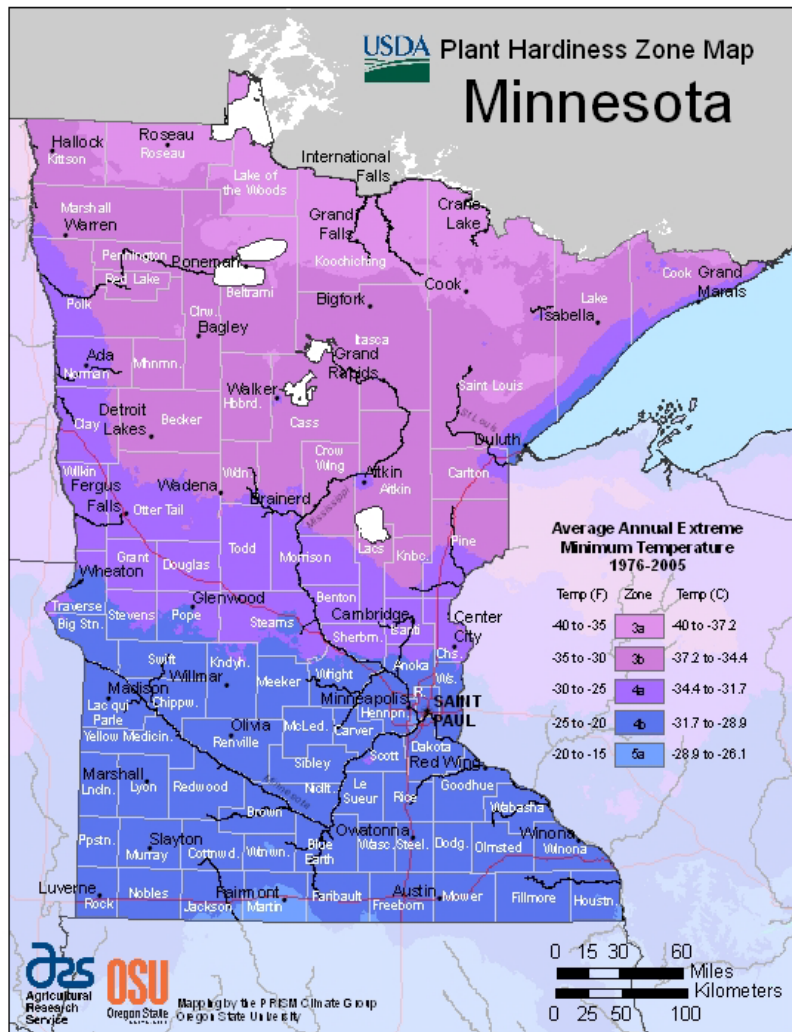 USDA
Plant Hardiness Zone Map
Minnesota
Hallock
Kittson
Roseau
Roseau
Lake of
the Woods
International
Falls
Marshall
Warren
Grand
Falls
Crane
Lake
Pennington
Red Lake
Ponemah
Beltrami
Koochiching
Cook
Grand
Marais
Polk
Clrw.
Bagley
Bigfork
Cook
Lake
Isabella
Itasca
Ada
Norman
Mhnmn.
Grand
Rapids
Walker
Hbbrd.
Saint Louis
Detroit
Lakes
Becker
Cass
Clay
St Louis
Duluth
Crow
Wing
Wilkin
Wdn.
Aitkin
Aitkin
Carlton
Fergus
Falls
Wadena
Brainerd
Otter Tail
Mississippi
Todd
Lacs
Knbc.
Pine
Grant
Douglas
Morrison
Wheaton
Traverse
Big Stn.
Stevens
Glenwood
Pope
Stearns
Benton
Cambridge
Isanti
Sherbrn.
Center
City
Chs.
Swift
Kndyh.
Anoka
Wright
Meeker
Willmar
Ws.
Madison
Lac qui
Parle
Chippw.
Minneapolis
R.
SAINT
PAUL
Hennpn.
Olivia
Renville
McLed.
Carver
Yellow Medicin.
Scott
Dakota
Red Wing
Sibley
Marshall
Lncln.
Lyon
Redwood
Minnesota
Nicllt.
Le
Sueur
Rice
Goodhue
Wabasha
Brown
Ppstn.
Slayton
Murray
Cottnwd.
Wtnwn.
Blue
Earth
Owatonna
Wasc.
Steel.
Dodg.
Olmsted
Winona
Winona
Luverne
Rock
Nobles
Jackson
Fairmont
Martin
Faribault
Freeborn
Austin
Mower
Fillmore
Houstn.
Average Annual Extreme
Minimum Temperature
1976-2005
Temp (F) Zone Temp (C)
-40 to -35 3a -40 to -37.2
-35 to -30 3b -37.2 to -34.4
-30 to -25 4a -34.4 to -31.7
-25 to -20 4b -31.7 to -28.9
-20 to -15 5a -28.9 to -26.1
ars
Agricultural
Research
Service
OSU
Oregon State
Mapping by the PRISM Climate Group
Oregon State University
0 15 30 60
Miles
Kilometers
0 25 50 100